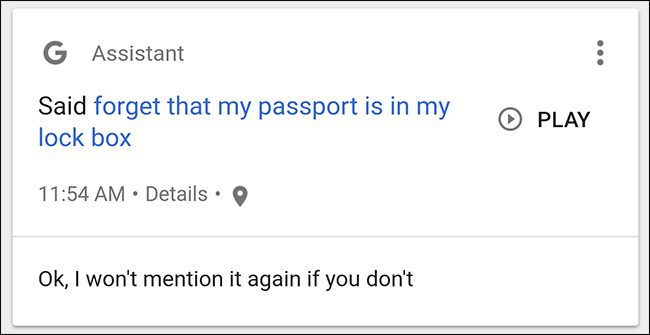 G Assistant
Said forget that my passport is in my
lock box
PLAY
11:54 AM • Details •
Ok, I won't mention it again if you don't